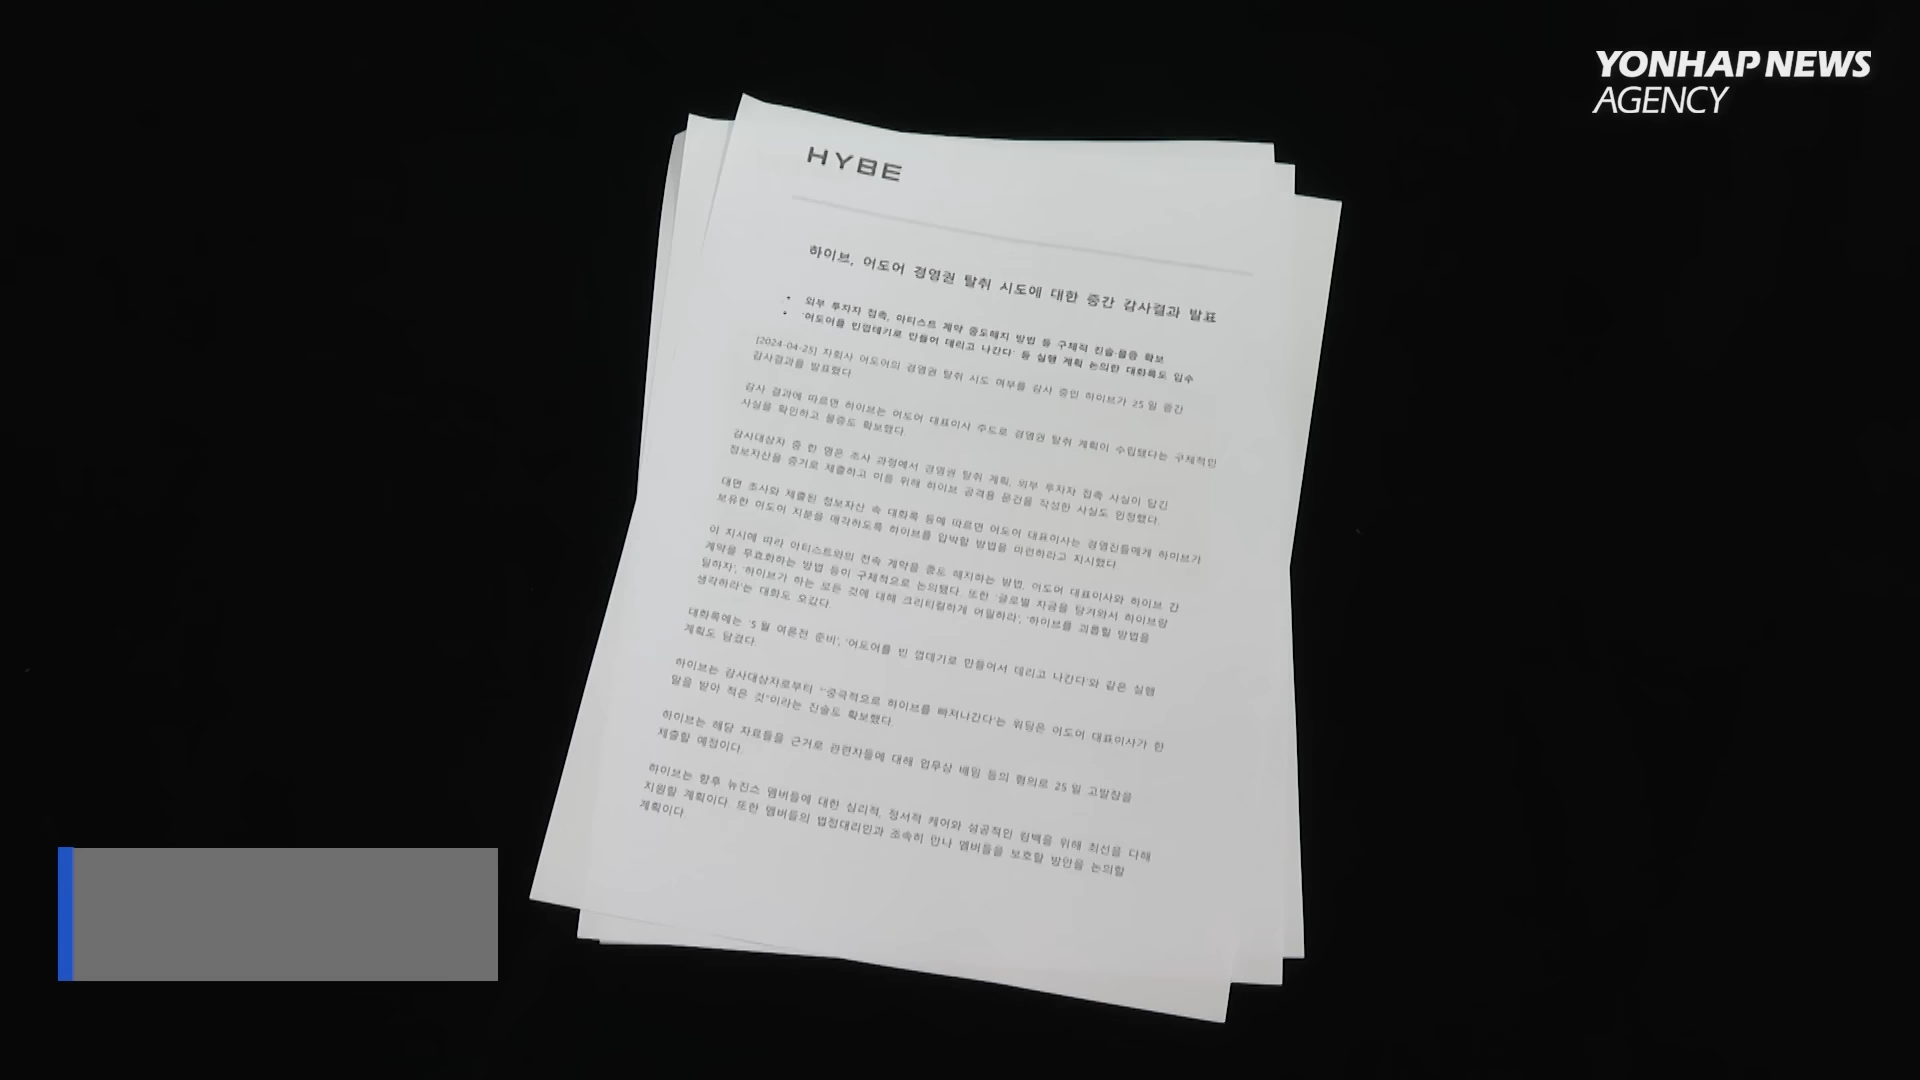 YONHAP NEWS
AGENCY
HYBE
하이브, 어도어 경영권 탈취 시도에 대한 중간 감사결과 발표
• 외부 투자자 접촉, 아티스트 계약 중도해지 방법 등 구체적 진술·물증 확보
• '어도어를 빈껍데기로 만들어 데리고 나간다' 등 실행 계획 논의한 대화록도 입수
[2024-04-25] 자회사 어도어의 경영권 탈취 시도 여부를 감사 중인 하이브가 25일 중간
감사결과를 발표했다.
감사 결과에 따르면 하이브는 어도어 대표이사 주도로 경영권 탈취 계획이 수립됐다는 구체적인
사실을 확인하고 물증도 확보했다.
감사대상자 중 한 명은 조사 과정에서 경영권 탈취 계획, 외부 투자자 접촉 사실이 담긴
정보자산을 증거로 제출하고 이를 위해 하이브 공격용 문건을 작성한 사실도 인정했다.
대면 조사와 제출된 정보자산 속 대화록 등에 따르면 어도어 대표이사는 경영진들에게 하이브가
보유한 어도어 지분을 매각하도록 하이브를 압박할 방법을 마련하라고 지시했다.
이 지시에 따라 아티스트와의 전속 계약을 중도 해지하는 방법, 어도어 대표이사와 하이브 간
계약을 무효화하는 방법 등이 구체적으로 논의됐다. 또한 '글로벌 자금을 당겨와서 하이브랑
딜하자', '하이브가 하는 모든 것에 대해 크리티컬하게 어필하라', '하이브를 괴롭힐 방법을
생각하라'는 대화도 오갔다.
대화록에는 '5월 여론전 준비', '어도어를 빈 껍데기로 만들어서 데리고 나간다'와 같은 실행
계획도 담겼다.
하이브는 감사대상자로부터 "'궁극적으로 하이브를 빠져나간다'는 워딩은 어도어 대표이사가 한
말을 받아 적은 것"이라는 진술도 확보했다.
하이브는 해당 자료들을 근거로 관련자들에 대해 업무상 배임 등의 혐의로 25일 고발장을
제출할 예정이다.
하이브는 향후 뉴진스 멤버들에 대한 심리적, 정서적 케어와 성공적인 컴백을 위해 최선을 다해
지원할 계획이다. 또한 멤버들의 법정대리인과 조속히 만나 멤버들을 보호할 방안을 논의할
계획이다.